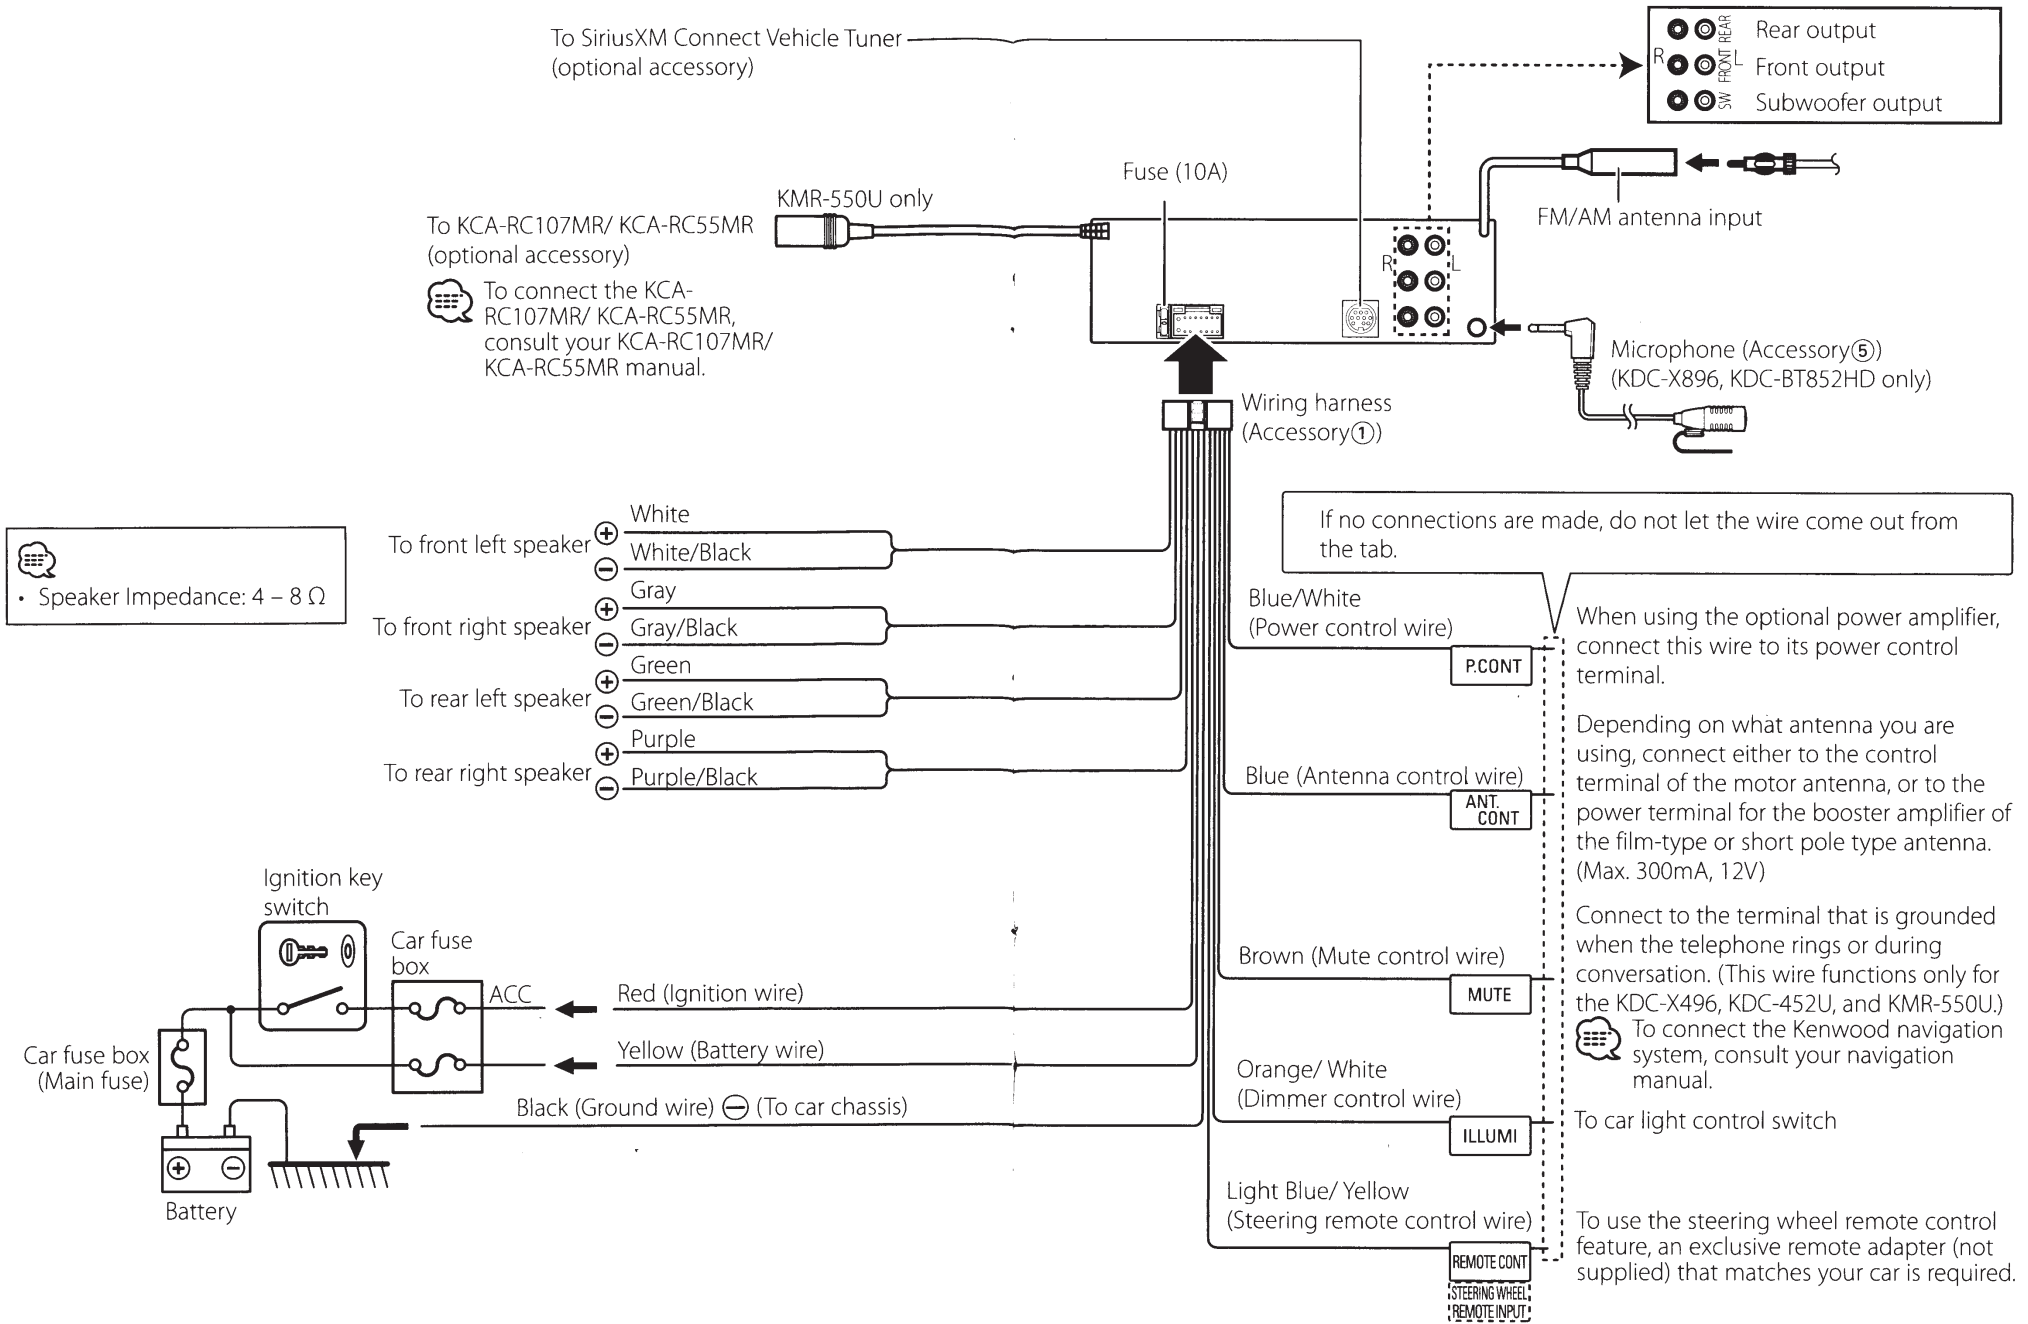 To SiriusXM Connect Vehicle Tuner
(optional accessory)
REAR
Rear output
R
FRONT
L
Front output
SW
Subwoofer output
Fuse (10A)
KMR-550U only
To KCA-RC107MR/ KCA-RC55MR
(optional accessory)
FM/AM antenna input
R
L
To connect the KCA-
RC107MR/ KCA-RC55MR,
consult your KCA-RC107MR/
KCA-RC55MR manual.
Microphone (Accessory⑤)
(KDC-X896, KDC-BT852HD only)
Wiring harness
(Accessory①)
• Speaker Impedance: 4 – 8 Ω
To front left speaker
⊕
White
⊖
White/Black
To front right speaker
⊕
Gray
⊖
Gray/Black
To rear left speaker
⊕
Green
⊖
Green/Black
To rear right speaker
⊕
Purple
⊖
Purple/Black
If no connections are made, do not let the wire come out from
the tab.
Blue/White
(Power control wire)
P.CONT
When using the optional power amplifier,
connect this wire to its power control
terminal.
Blue (Antenna control wire)
ANT.
CONT
Depending on what antenna you are
using, connect either to the control
terminal of the motor antenna, or to the
power terminal for the booster amplifier of
the film-type or short pole type antenna.
(Max. 300mA, 12V)
Brown (Mute control wire)
MUTE
Connect to the terminal that is grounded
when the telephone rings or during
conversation. (This wire functions only for
the KDC-X496, KDC-452U, and KMR-550U.)
To connect the Kenwood navigation
system, consult your navigation
manual.
Orange/ White
(Dimmer control wire)
ILLUMI
To car light control switch
Light Blue/ Yellow
(Steering remote control wire)
REMOTE CONT
STEERING WHEEL
REMOTE INPUT
To use the steering wheel remote control
feature, an exclusive remote adapter (not
supplied) that matches your car is required.
Ignition key
switch
Car fuse
box
ACC
Red (Ignition wire)
Yellow (Battery wire)
Car fuse box
(Main fuse)
Black (Ground wire) ⊖ (To car chassis)
⊕
⊖
Battery